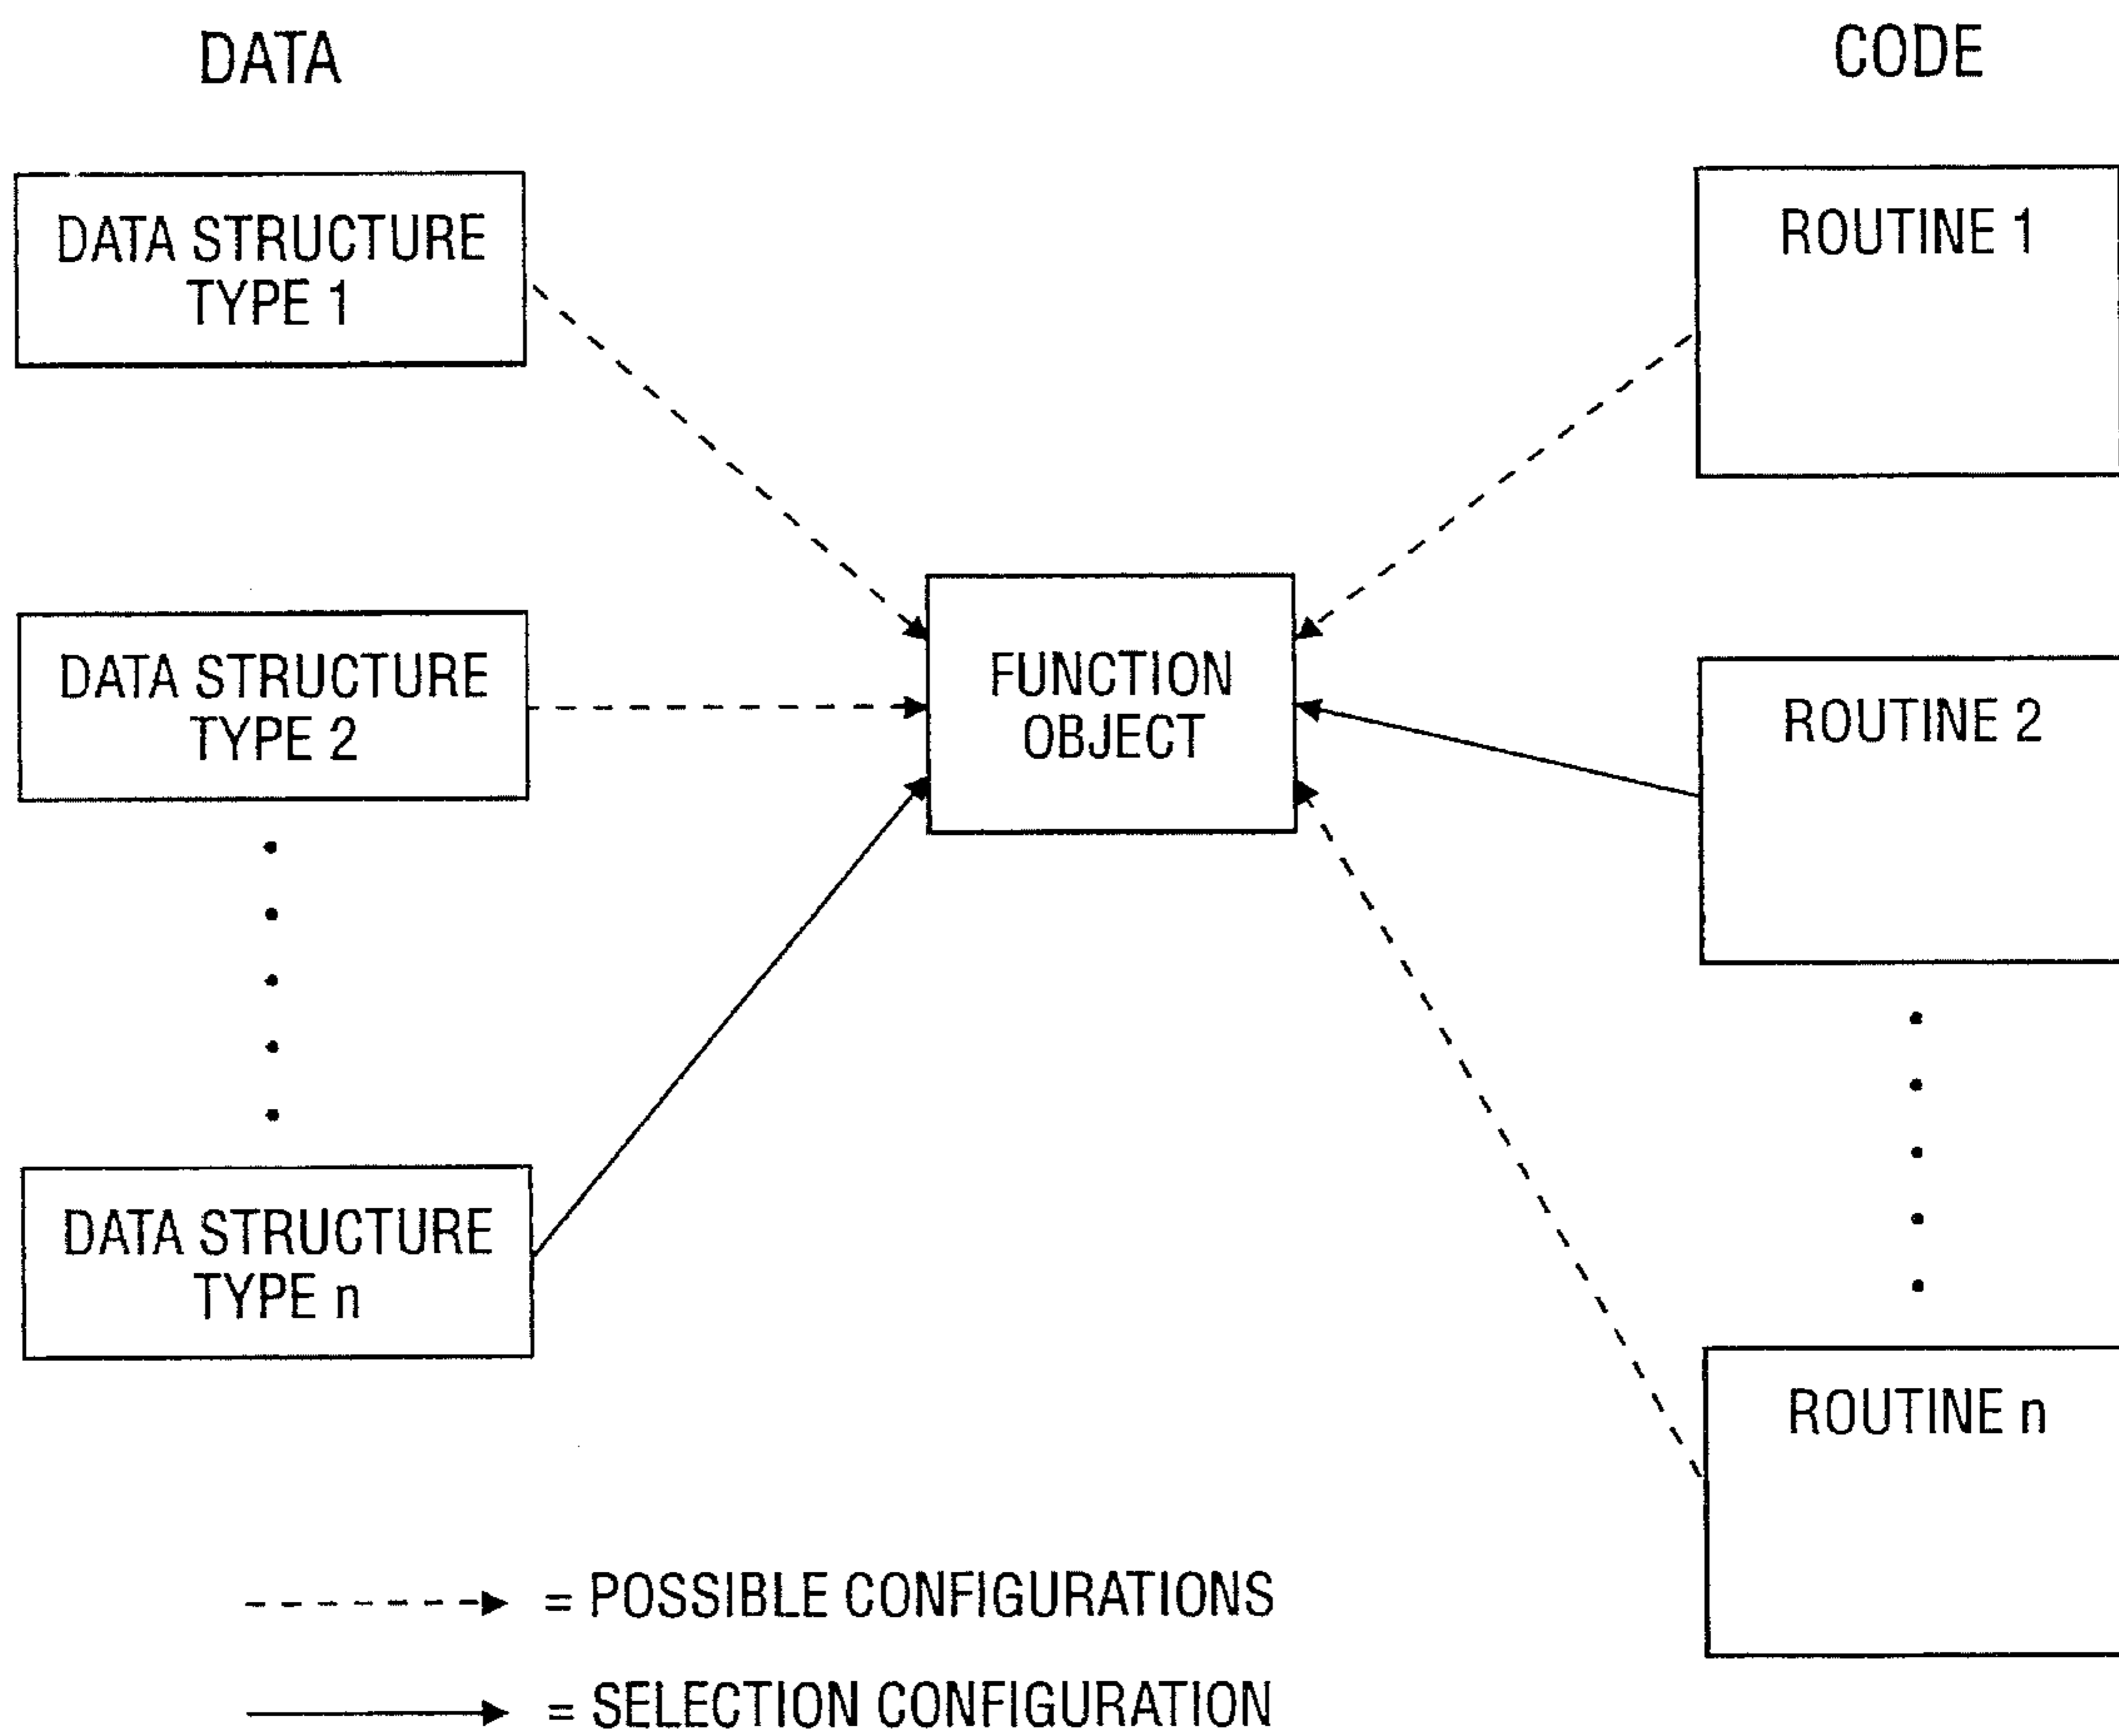 DATA
CODE
DATA STRUCTURE
TYPE 1
ROUTINE 1
DATA STRUCTURE
TYPE 2
FUNCTION
OBJECT
ROUTINE 2
DATA STRUCTURE
TYPE n
ROUTINE n
= POSSIBLE CONFIGURATIONS
= SELECTION CONFIGURATION